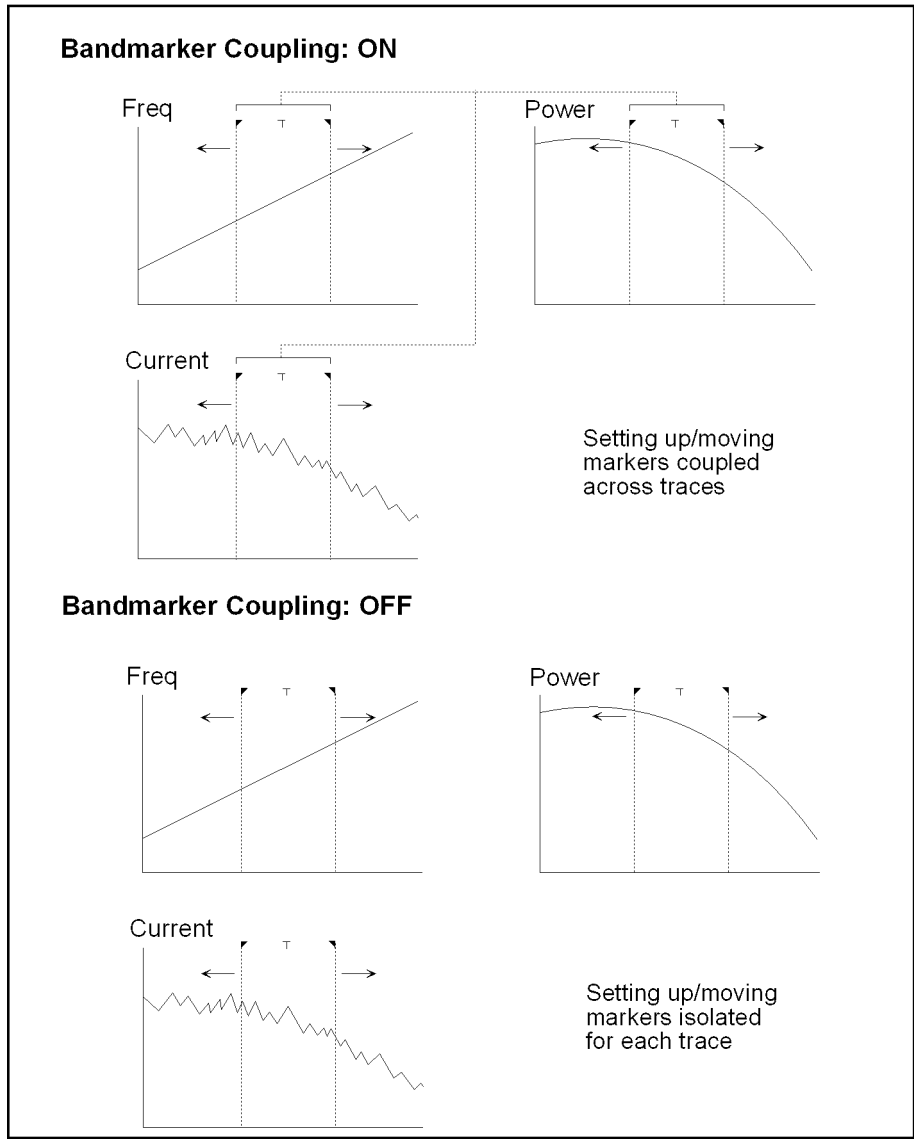 Bandmarker Coupling: ON
Freq
T
Power
T
Current
T
Setting up/moving
markers coupled
across traces
Bandmarker Coupling: OFF
Freq
T
Power
T
Current
T
Setting up/moving
markers isolated
for each trace